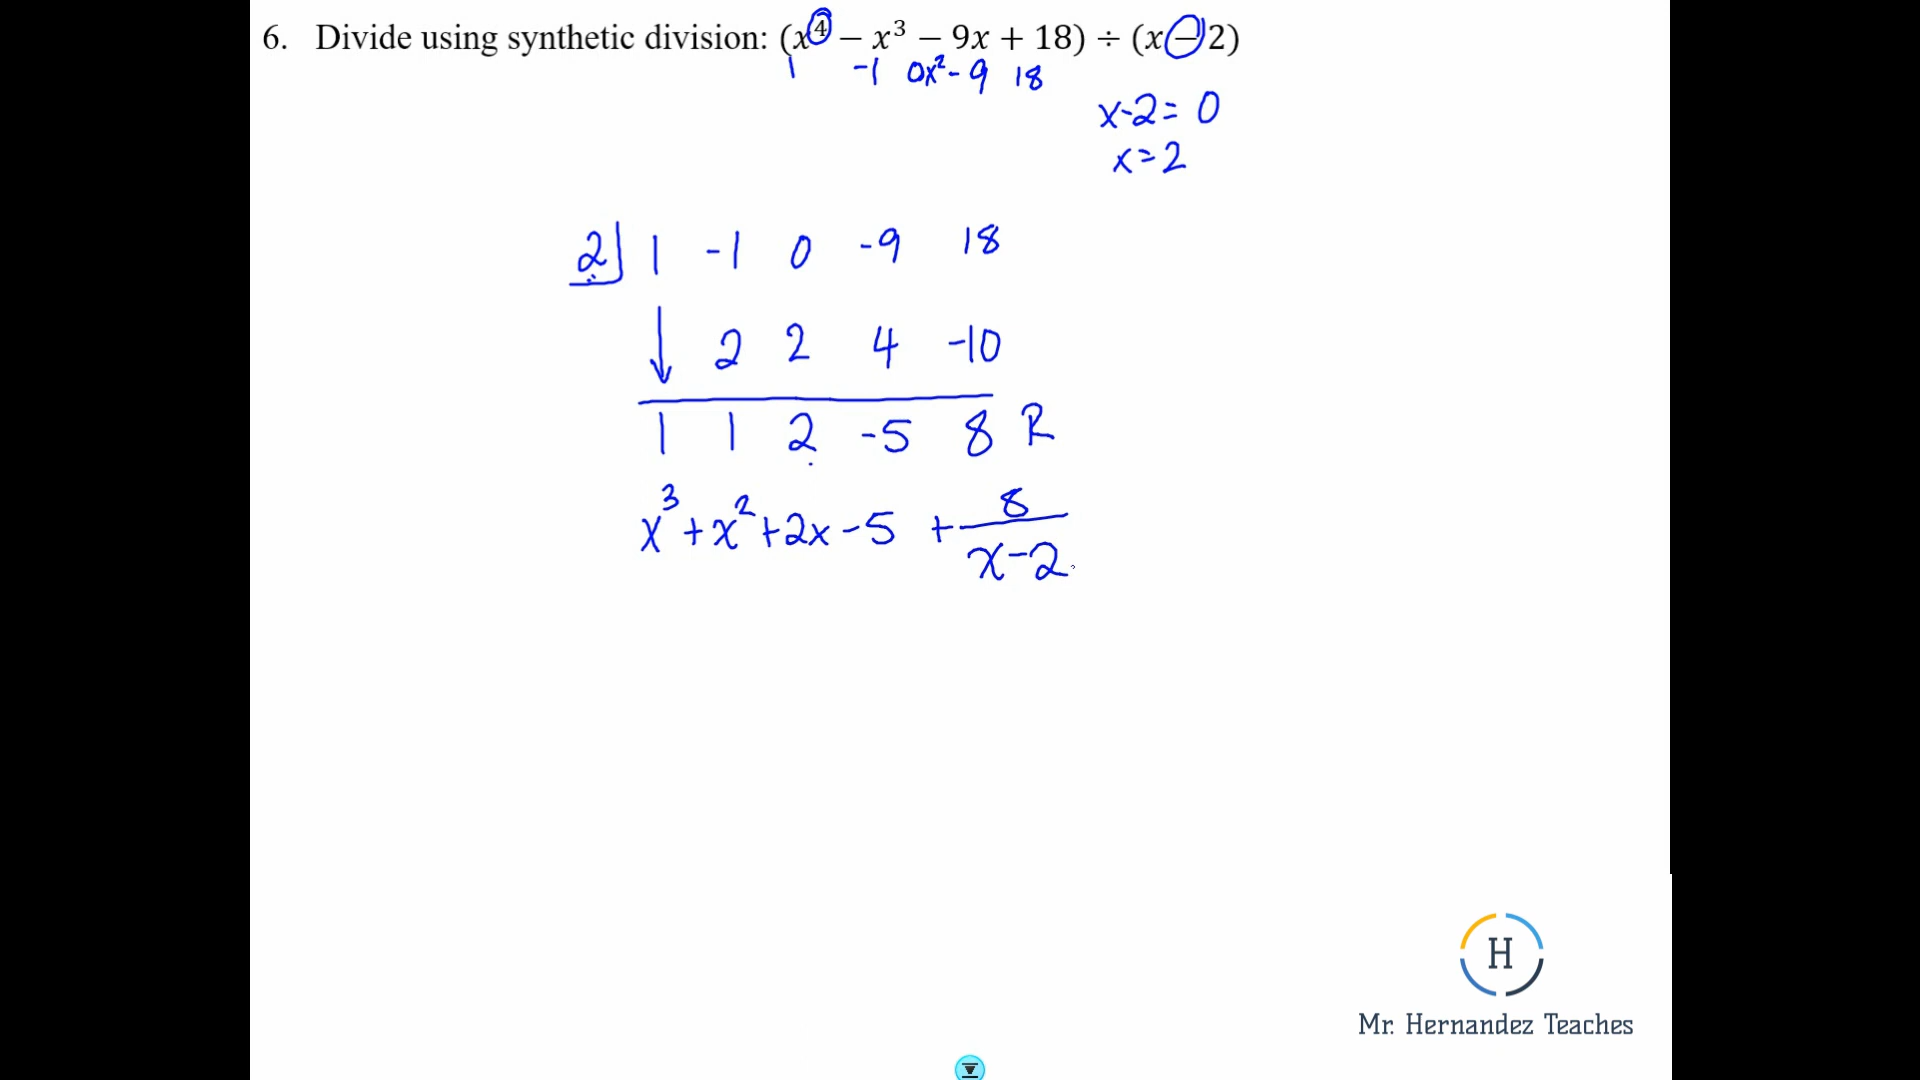 6. Divide using synthetic division: (x⁴ − x³ − 9x + 18) ÷ (x − 2)
1 -1 0x² -9 18
x-2=0
x=2
2 1 -1 0 -9 18
↓ 2 2 4 -10
1 1 2 -5 8 R
x³+x²+2x-5 + 8/(x-2)
H
Mr. Hernandez Teaches